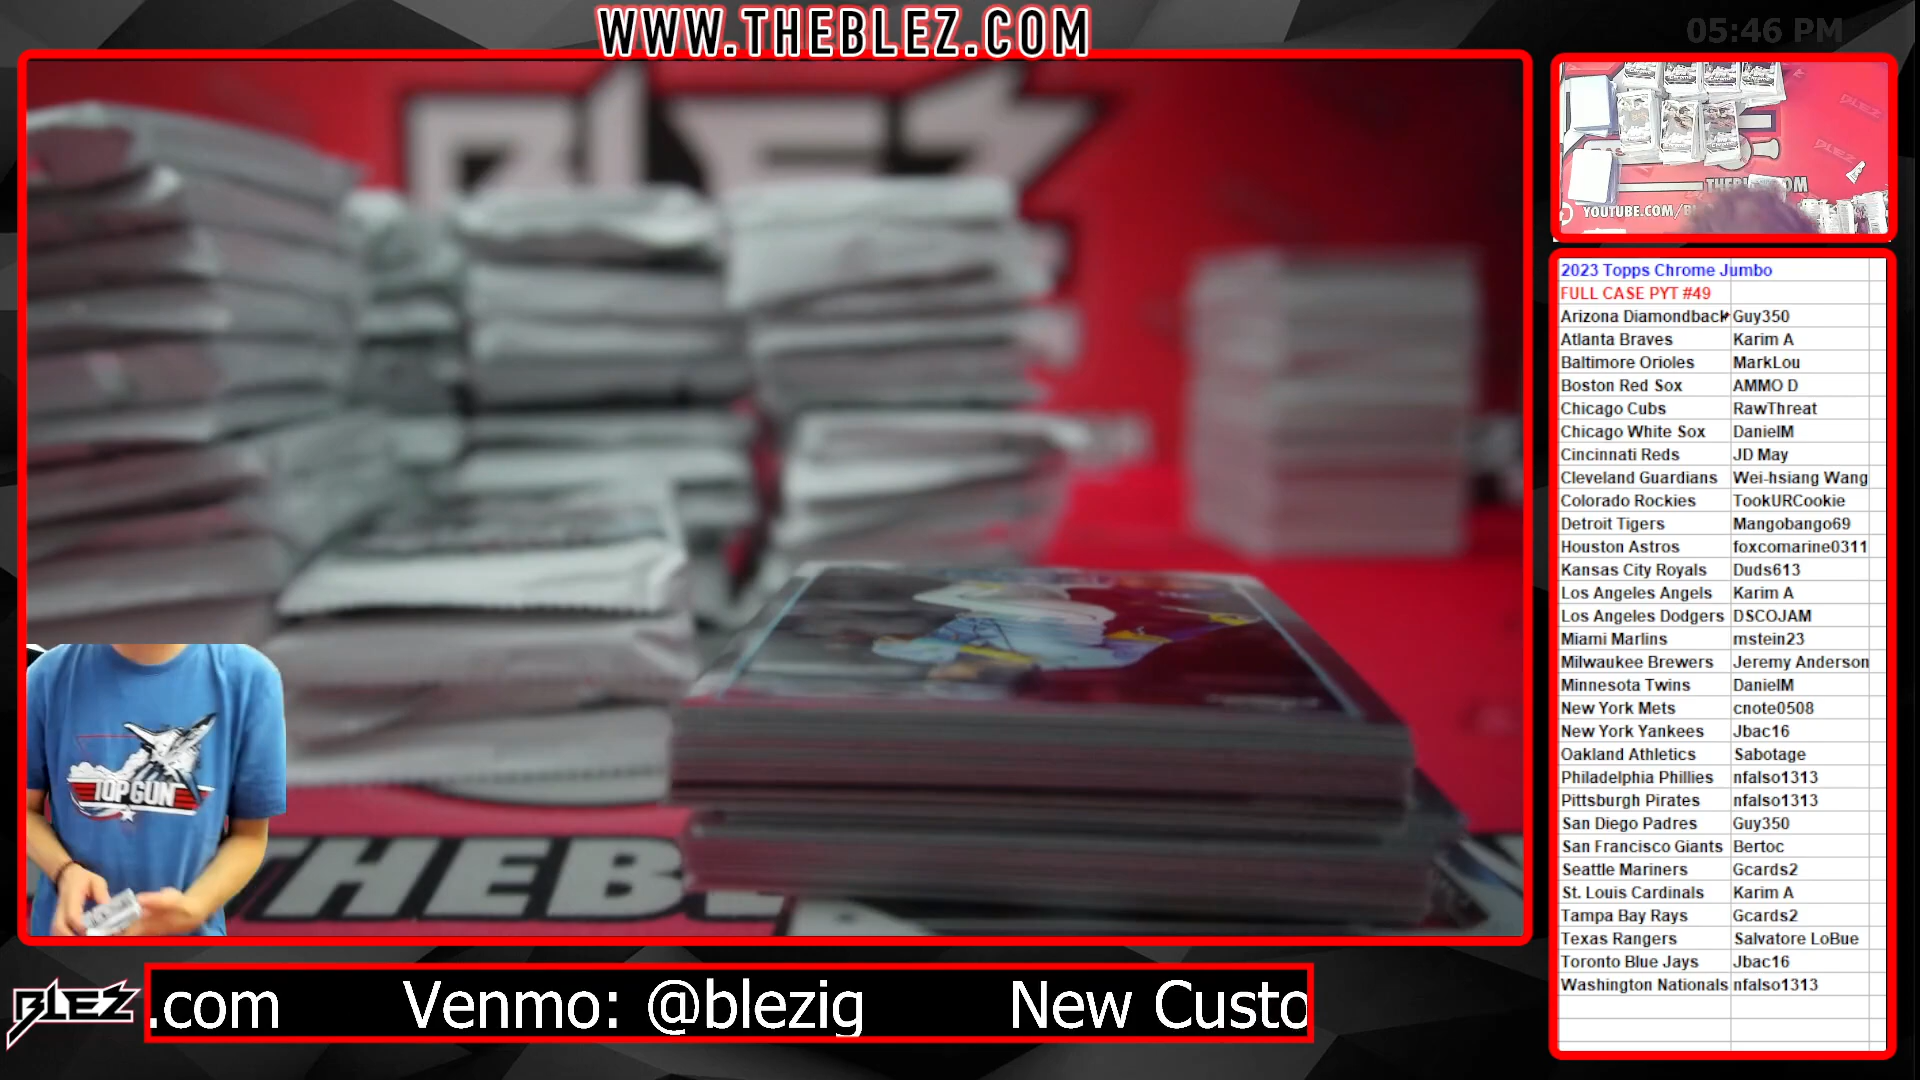 WWW.THEBLEZ.COM
05:46 PM
BLEZ
BLEZ
BLEZ
THEBLEZ.COM
YOUTUBE.COM/B
2023 Topps Chrome Jumbo
FULL CASE PYT #49
Arizona Diamondback Guy350
Atlanta Braves Karim A
Baltimore Orioles MarkLou
Boston Red Sox AMMO D
Chicago Cubs RawThreat
Chicago White Sox DanielM
Cincinnati Reds JD May
Cleveland Guardians Wei-hsiang Wang
Colorado Rockies TookURCookie
Detroit Tigers Mangobango69
Houston Astros foxcomarine0311
Kansas City Royals Duds613
Los Angeles Angels Karim A
Los Angeles Dodgers DSCOJAM
Miami Marlins mstein23
Milwaukee Brewers Jeremy Anderson
Minnesota Twins DanielM
New York Mets cnote0508
New York Yankees Jbac16
Oakland Athletics Sabotage
Philadelphia Phillies nfalso1313
Pittsburgh Pirates nfalso1313
San Diego Padres Guy350
San Francisco Giants Bertoc
Seattle Mariners Gcards2
St. Louis Cardinals Karim A
Tampa Bay Rays Gcards2
Texas Rangers Salvatore LoBue
Toronto Blue Jays Jbac16
Washington Nationals nfalso1313
TOP GUN
THEBLE
BLEZ
.com Venmo: @blezig New Custo